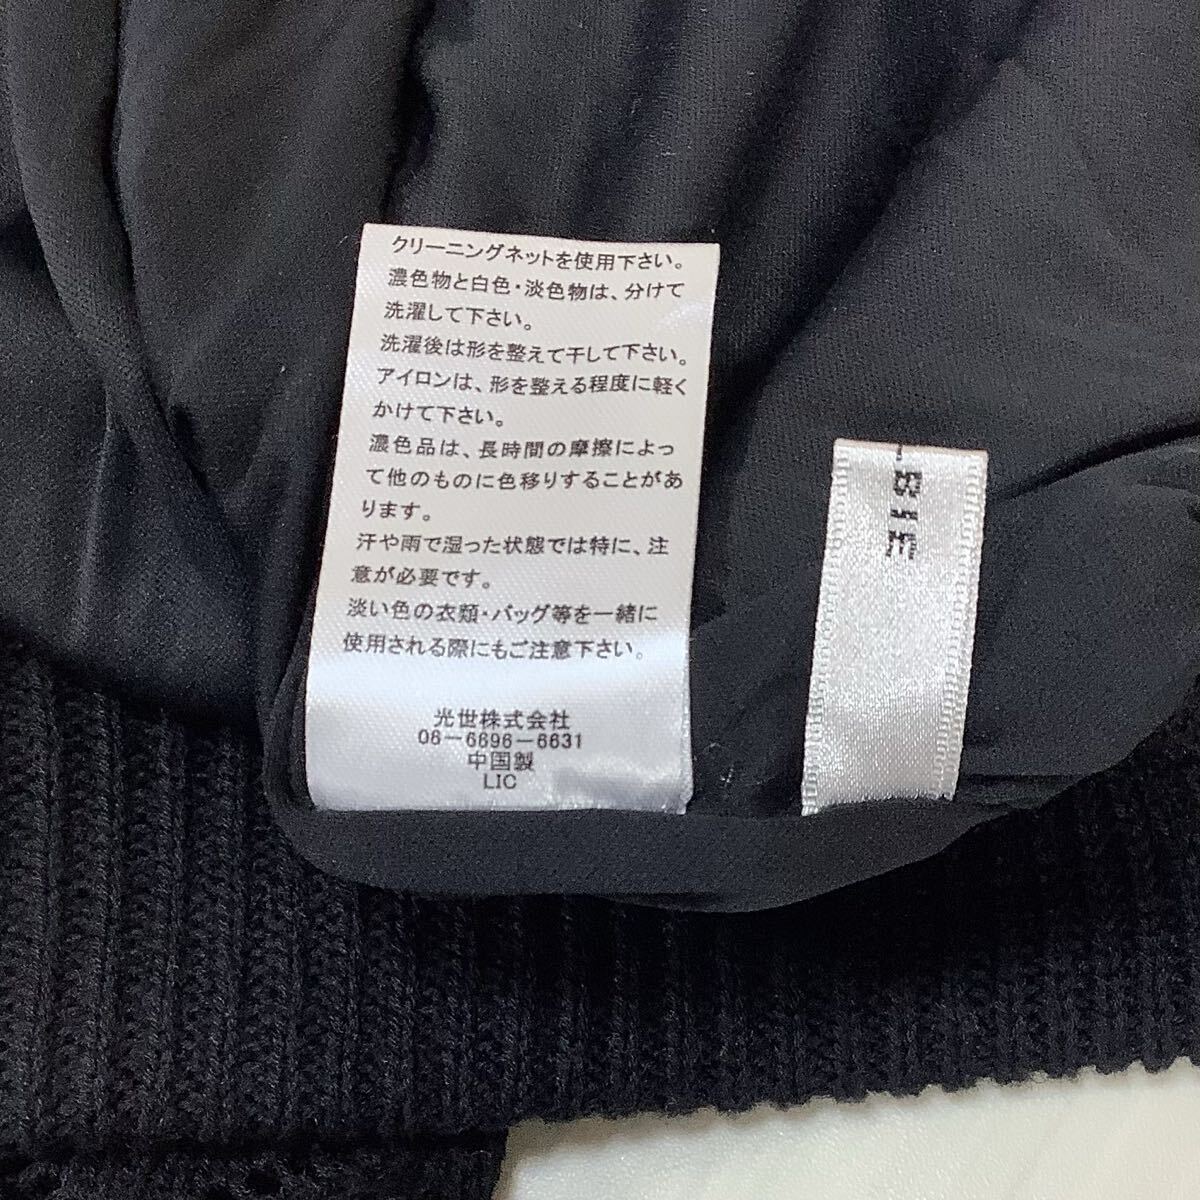 クリーニングネットを使用下さい。
濃色物と白色・淡色物は、分けて
洗濯して下さい。
洗濯後は形を整えて干して下さい。
アイロンは、形を整える程度に軽く
かけて下さい。
濃色品は、長時間の摩擦によっ
て他のものに色移りすることがあ
ります。
汗や雨で湿った状態では特に、注
意が必要です。
淡い色の衣類・バッグ等を一緒に
使用される際にもご注意下さい。
光世株式会社
06-6696-6631
中国製
LIC